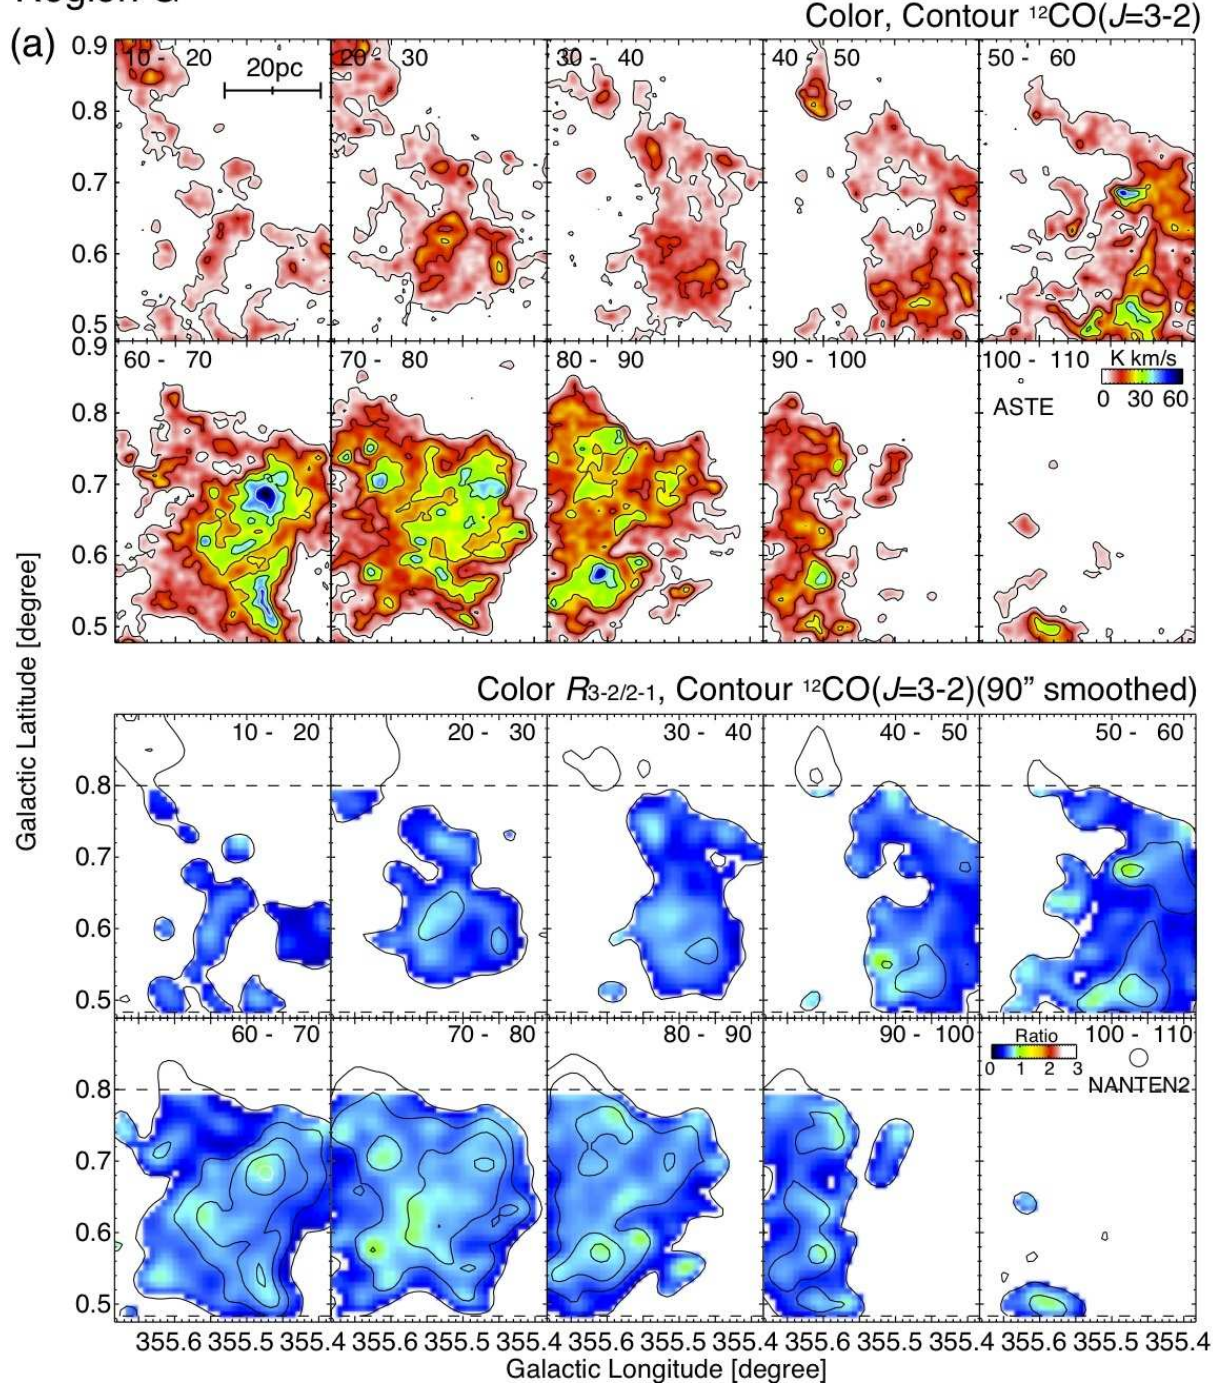 Region G
Color, Contour ¹²CO(J=3-2)
(a)
10 - 20
20 - 30
30 - 40
40 - 50
50 - 60
20pc
0.9
0.8
0.7
0.6
0.5
60 - 70
70 - 80
80 - 90
90 - 100
100 - 110
K km/s
0 30 60
ASTE
0.9
0.8
0.7
0.6
0.5
Galactic Latitude [degree]
Color R3-2/2-1, Contour ¹²CO(J=3-2)(90” smoothed)
10 - 20
20 - 30
30 - 40
40 - 50
50 - 60
0.8
0.7
0.6
0.5
60 - 70
70 - 80
80 - 90
90 - 100
100 - 110
Ratio
0 1 2 3
NANTEN2
0.8
0.7
0.6
0.5
355.6 355.5 355.4 355.6 355.5 355.4 355.6 355.5 355.4 355.6 355.5 355.4 355.6 355.5 355.4
Galactic Longitude [degree]